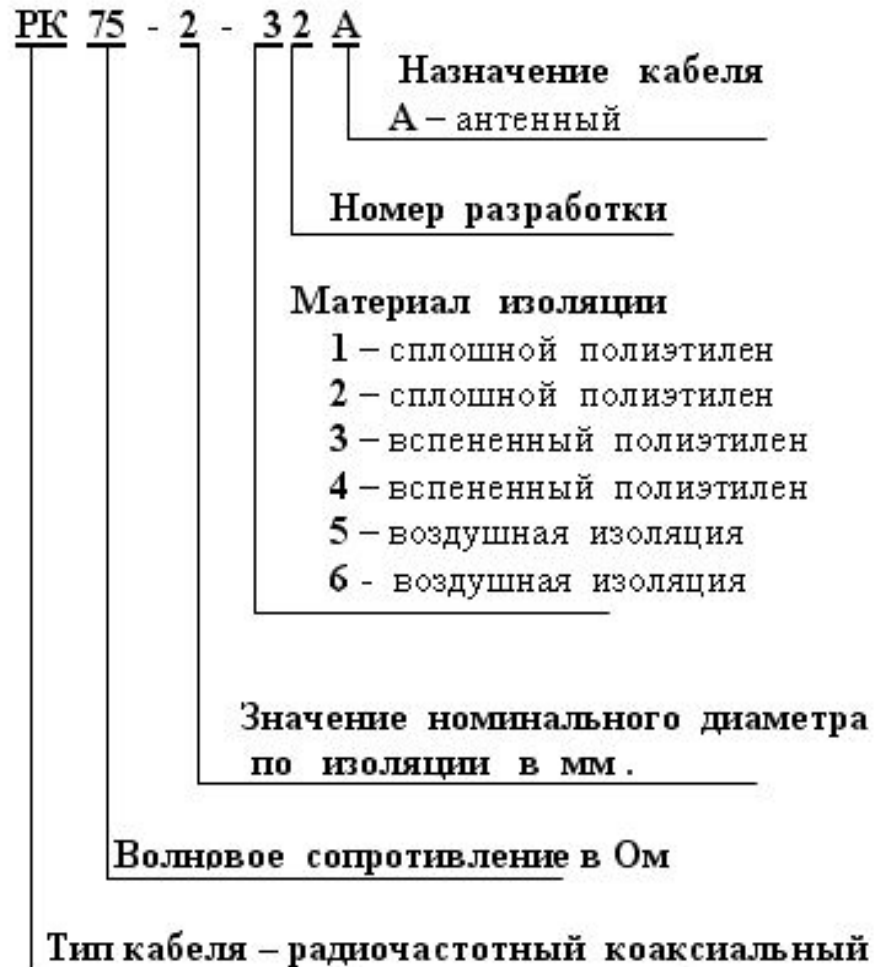 РК 75 - 2 - 3 2 А
Назначение кабеля
А – антенный
Номер разработки
Материал изоляции
1 – сплошной полиэтилен
2 – сплошной полиэтилен
3 – вспененный полиэтилен
4 – вспененный полиэтилен
5 – воздушная изоляция
6 - воздушная изоляция
Значение номинального диаметра
по изоляции в мм.
Волновое сопротивление в Ом
Тип кабеля – радиочастотный коаксиальный